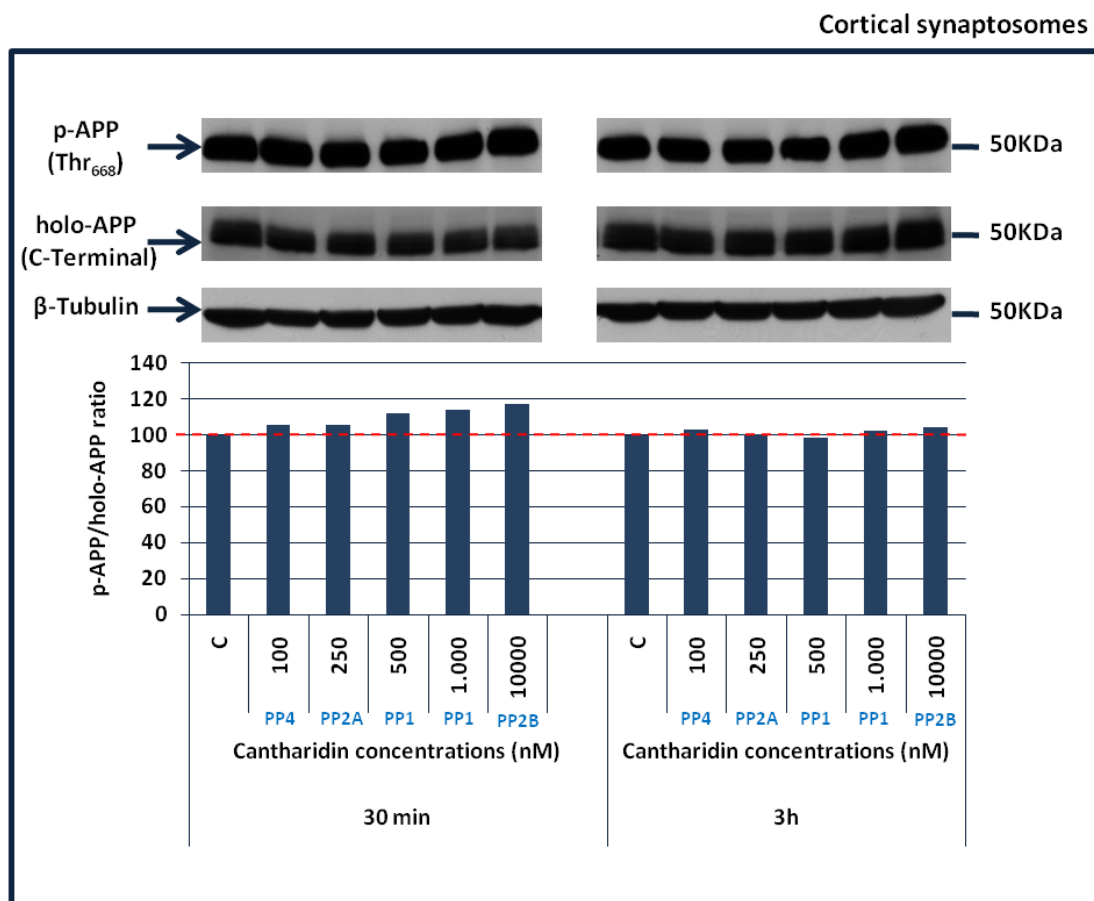 Cortical synaptosomes
p-APP
(Thr668)
50KDa
holo-APP
(C-Terminal)
50KDa
β-Tubulin
50KDa
p-APP/holo-APP ratio
140
120
100
80
60
40
20
0
C 100 250 500 1.000 10000 C 100 250 500 1.000 10000
PP4 PP2A PP1 PP1 PP2B PP4 PP2A PP1 PP1 PP2B
Cantharidin concentrations (nM) Cantharidin concentrations (nM)
30 min 3h